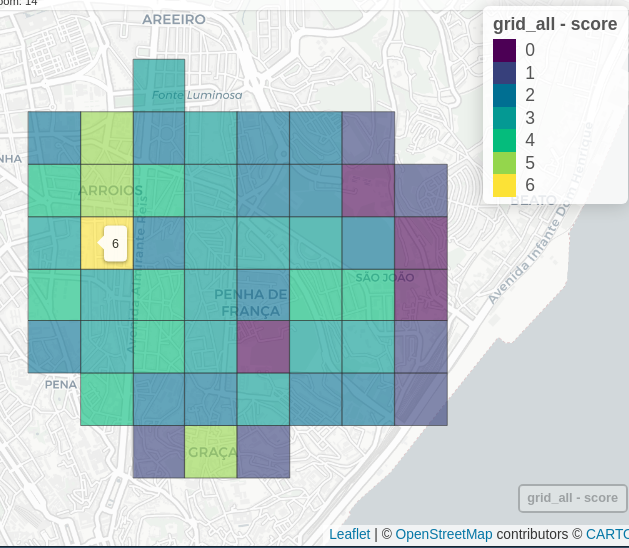 oom: 14
AREEIRO
grid_all - score
0
1
2
3
4
5
6
Fonte Luminosa
NHA
ARROIOS
BEATO
6
Avenida Almirante Reis
Avenida Infante Dom Henrique
SÃO JOÃO
PENHA DE
FRANÇA
PENA
GRAÇA
grid_all - score
Leaflet | © OpenStreetMap contributors © CARTO